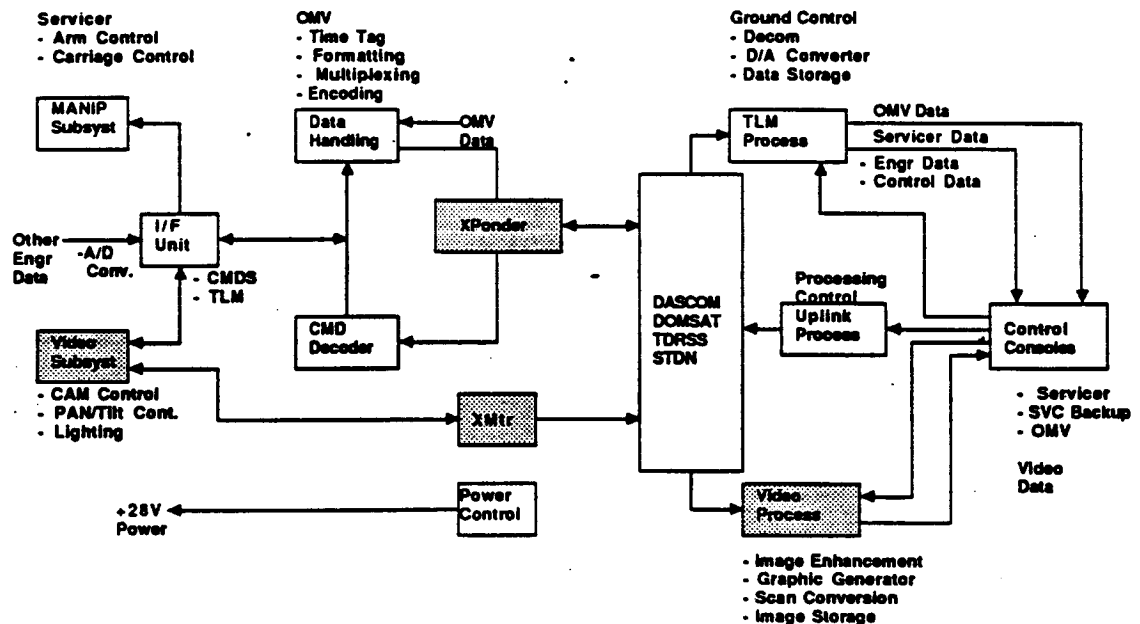 Servicer
- Arm Control
- Carriage Control
OMV
- Time Tag
- Formatting
- Multiplexing
- Encoding
Ground Control
- Decom
- D/A Converter
- Data Storage
MANIP
Subsyst
Data
Handling
OMV
Data
TLM
Process
OMV Data
Servicer Data
- Engr Data
- Control Data
Other
Engr
Data
-A/D
Conv.
I/F
Unit
- CMDS
- TLM
XPonder
DASCOM
DOMSAT
TDRSS
STDN
Processing
Control
Uplink
Process
Control
Consoles
- Servicer
- SVC Backup
- OMV
Video
Data
Video
Subsyst
- CAM Control
- PAN/Tilt Cont.
- Lighting
CMD
Decoder
XMtr
+28V
Power
Power
Control
Video
Process
- Image Enhancement
- Graphic Generator
- Scan Conversion
- Image Storage